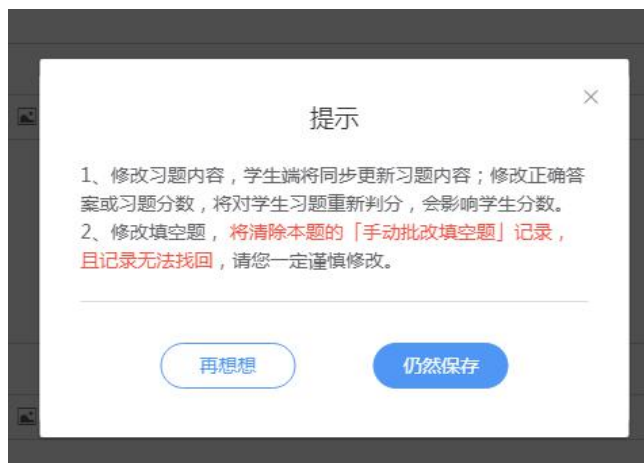 提示
1、修改习题内容，学生端将同步更新习题内容；修改正确答
案或习题分数，将对学生习题重新判分，会影响学生分数。
2、修改填空题， 将清除本题的「手动批改填空题」记录，
且记录无法找回，请您一定谨慎修改。
再想想
仍然保存